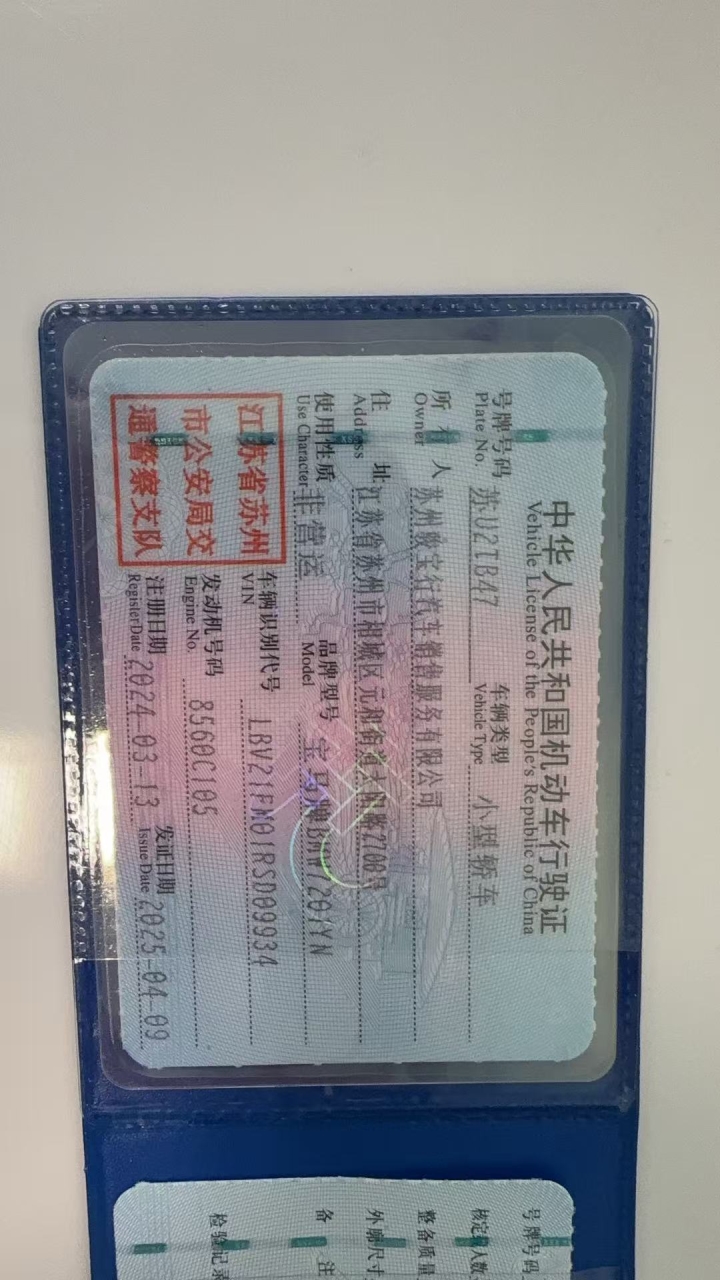 中华人民共和国机动车行驶证
Vehicle License of the People's Republic of China
号牌号码 苏U2TB47 车辆类型 小型轿车
Plate No. Vehicle Type
所有人 苏州骏宝行汽车销售服务有限公司
Owner
住址 江苏省苏州市相城区元和街道大阳路2700号
Address
使用性质 非营运 品牌型号 宝马牌BMW7201YN
Use Character Model
江苏省苏州
市公安局交
通警察支队
车辆识别代号 LBV21FN01RSD09934
VIN
发动机号码 8560C105
Engine No.
注册日期 2024-03-13 发证日期 2025-04-09
Register Date Issue Date
号牌号码
核定载人数
整备质量
外廓尺寸
备注
检验记录